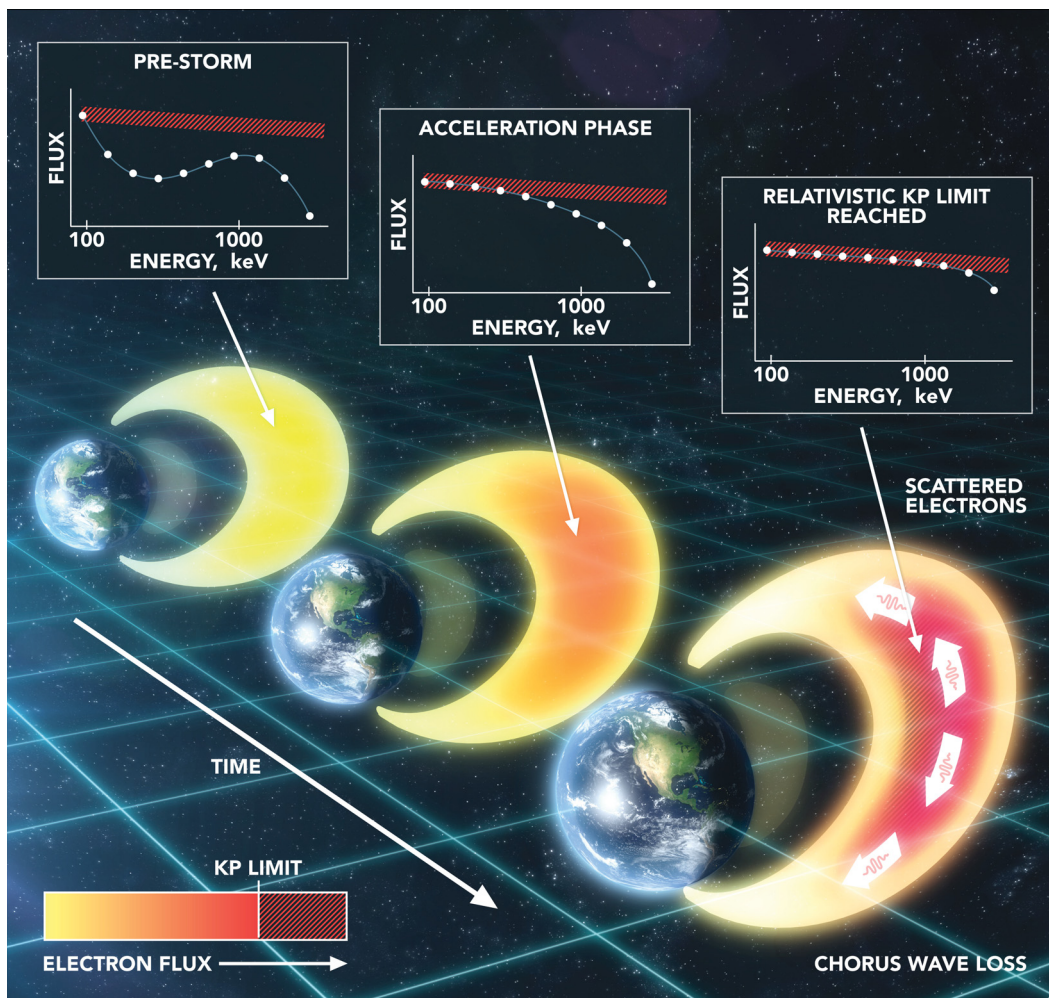 PRE-STORM
FLUX
100 1000
ENERGY, keV
ACCELERATION PHASE
FLUX
100 1000
ENERGY, keV
RELATIVISTIC KP LIMIT
REACHED
FLUX
100 1000
ENERGY, keV
SCATTERED
ELECTRONS
TIME
KP LIMIT
ELECTRON FLUX
CHORUS WAVE LOSS